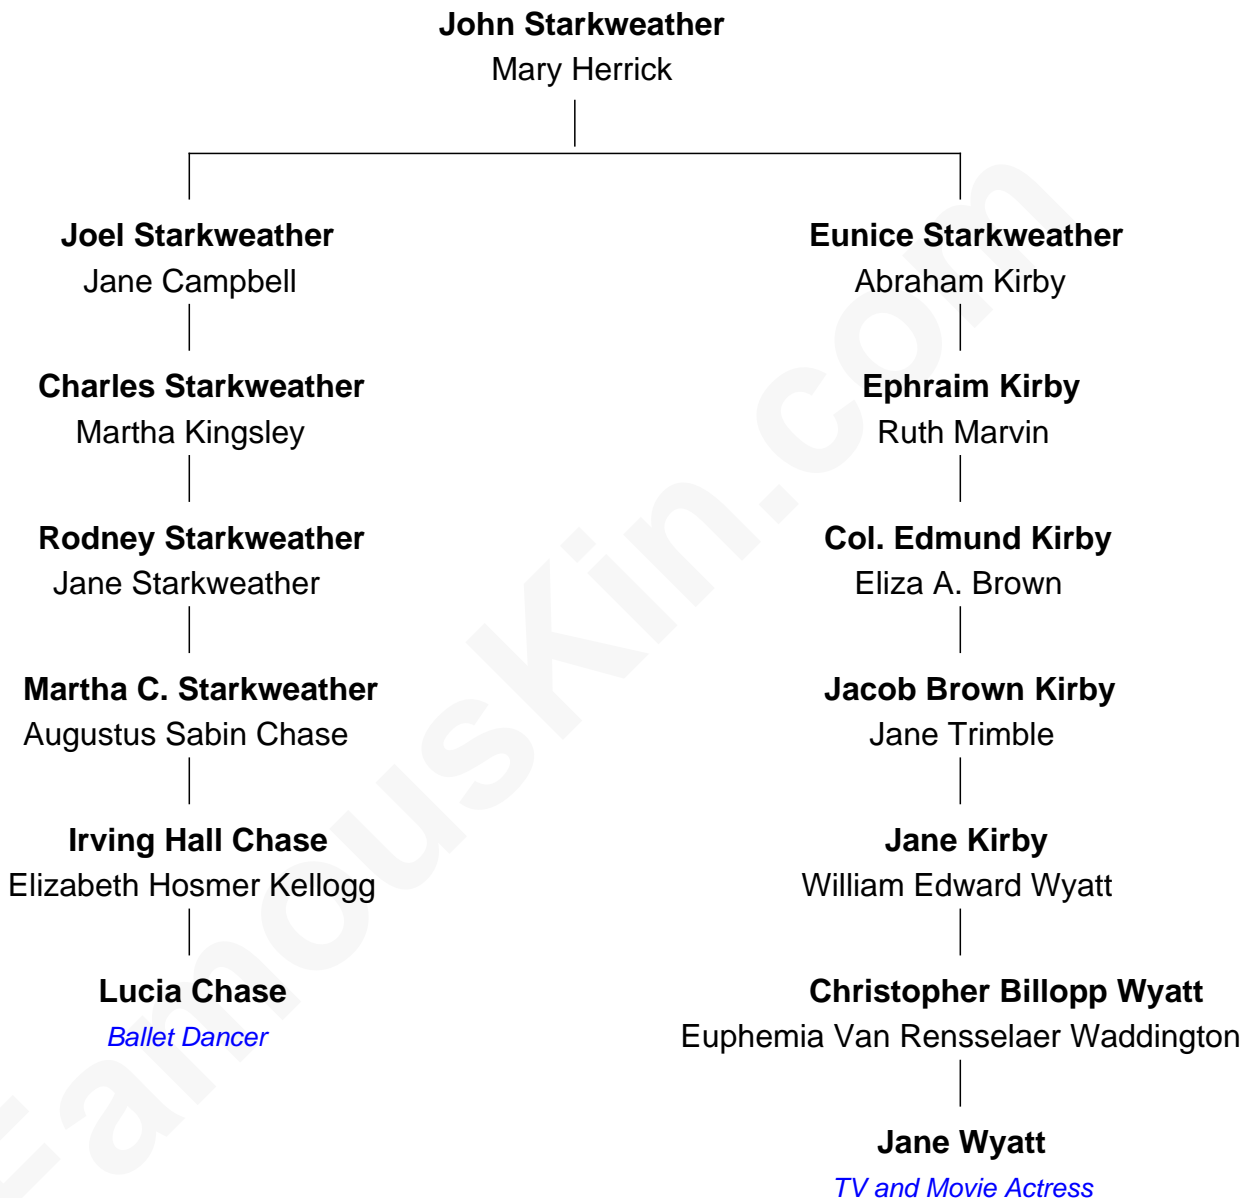 John Starkweather
Mary Herrick
Joel Starkweather
Jane Campbell
Eunice Starkweather
Abraham Kirby
Charles Starkweather
Martha Kingsley
Ephraim Kirby
Ruth Marvin
Rodney Starkweather
Jane Starkweather
Col. Edmund Kirby
Eliza A. Brown
Martha C. Starkweather
Augustus Sabin Chase
Jacob Brown Kirby
Jane Trimble
Irving Hall Chase
Elizabeth Hosmer Kellogg
Jane Kirby
William Edward Wyatt
Lucia Chase
Ballet Dancer
Christopher Billopp Wyatt
Euphemia Van Rensselaer Waddington
Jane Wyatt
TV and Movie Actress
FamousKin.com